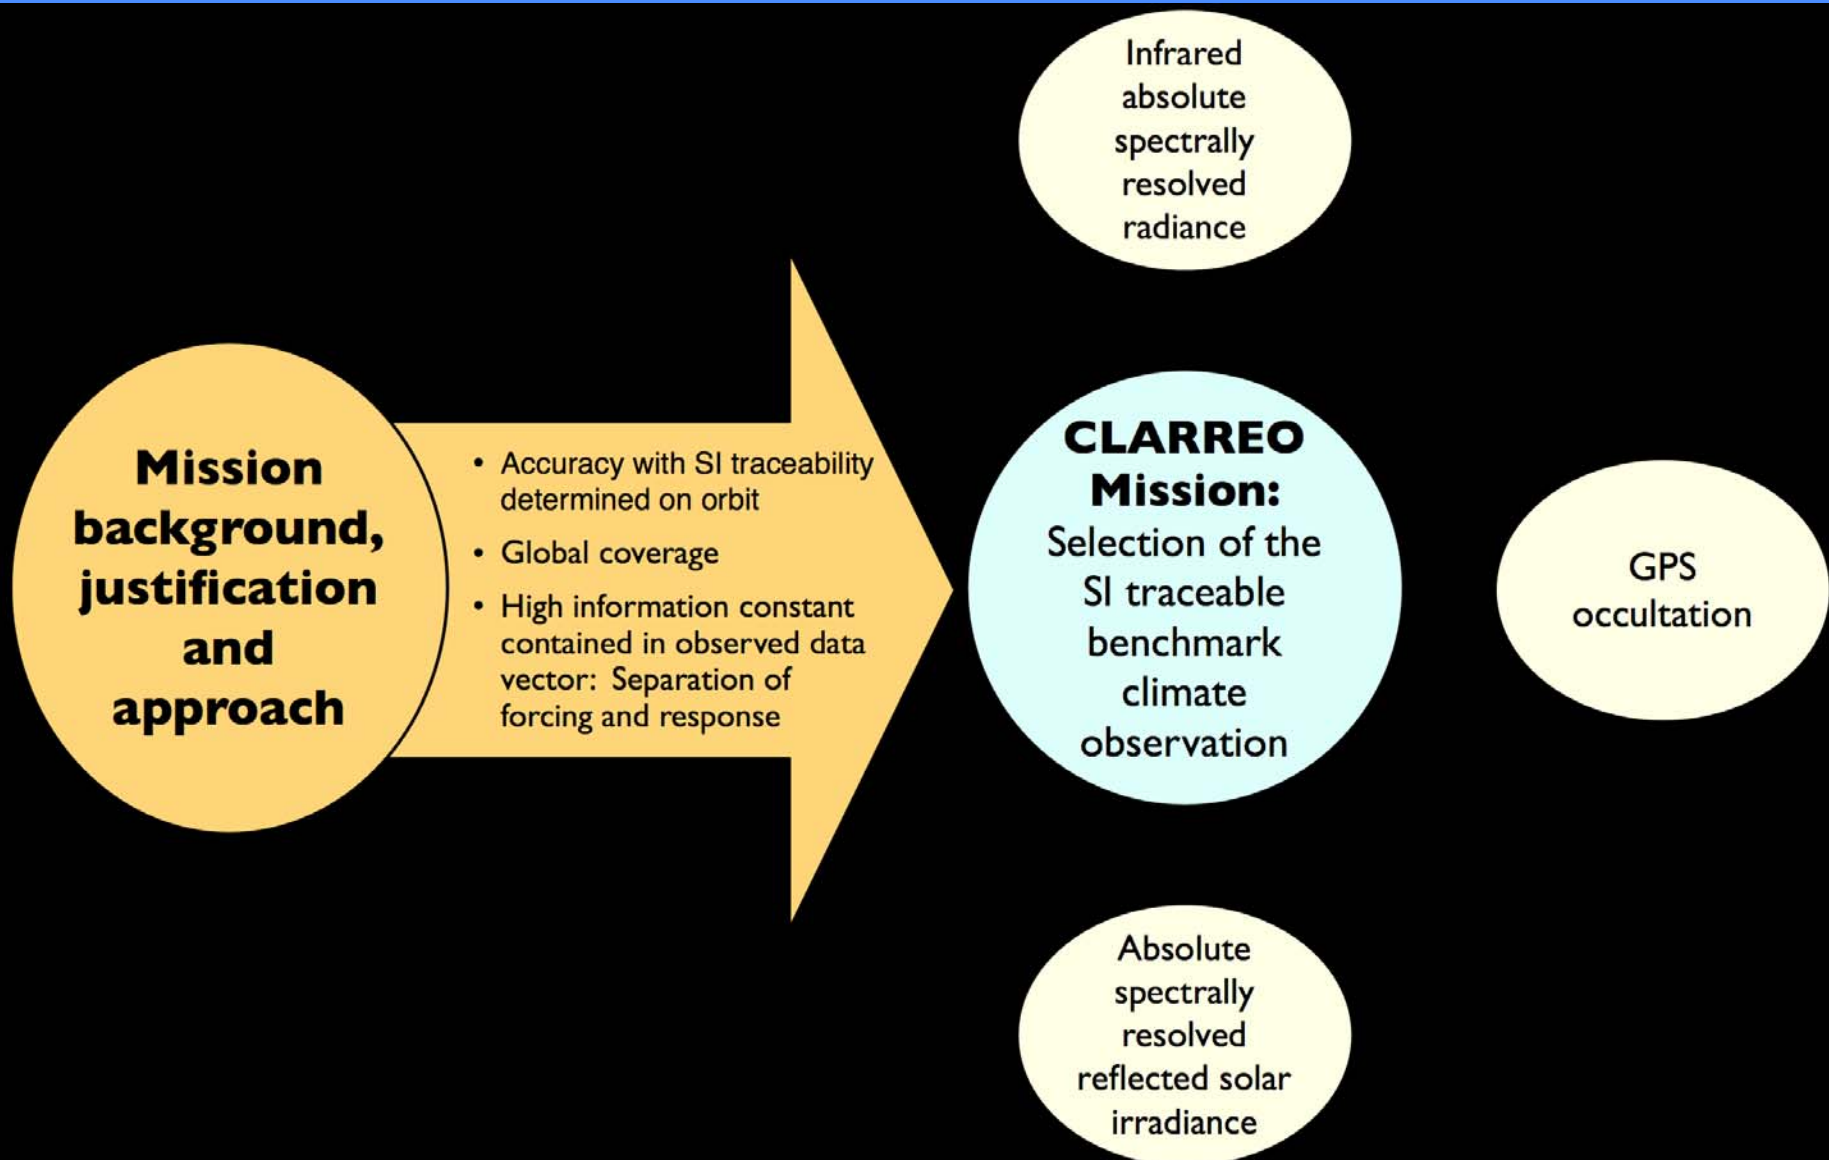 Mission
background,
justification
and
approach
• Accuracy with SI traceability
determined on orbit
• Global coverage
• High information constant
contained in observed data
vector: Separation of
forcing and response
Infrared
absolute
spectrally
resolved
radiance
CLARREO
Mission:
Selection of the
SI traceable
benchmark
climate
observation
GPS
occultation
Absolute
spectrally
resolved
reflected solar
irradiance